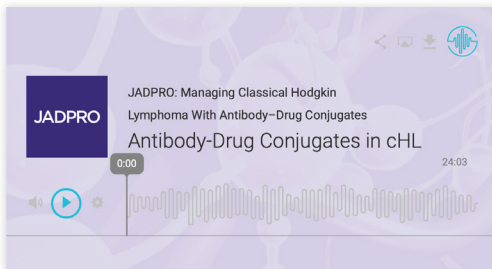 JADPRO
JADPRO: Managing Classical Hodgkin
Lymphoma With Antibody–Drug Conjugates
Antibody-Drug Conjugates in cHL
0:00
24:03